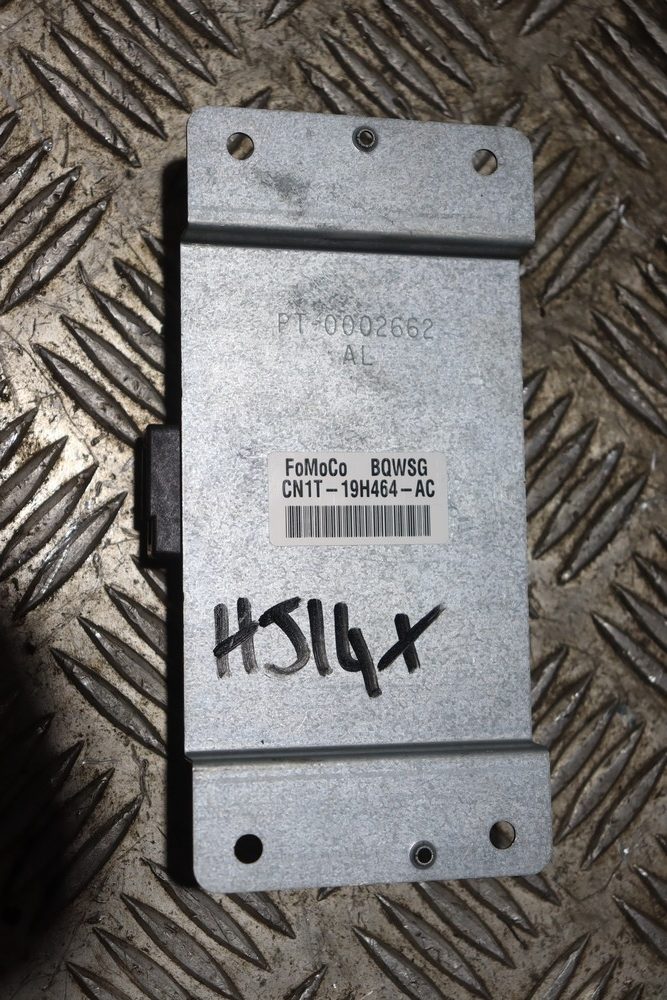 PT-0002662
AL
FoMoCo BQWSG
CN1T-19H464-AC
HJ14X